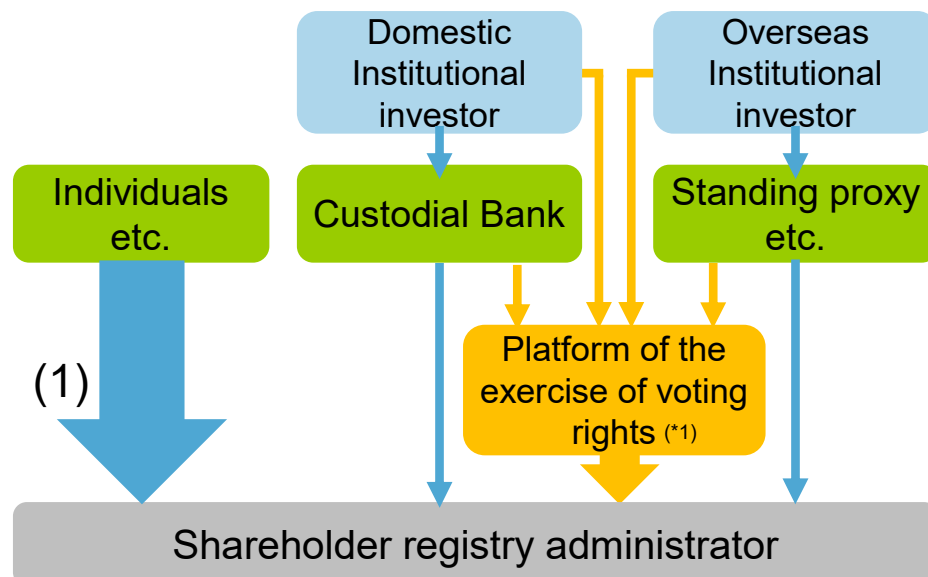 Domestic
Institutional
investor
Overseas
Institutional
investor
Individuals
etc.
Custodial Bank
Standing proxy
etc.
(1)
Platform of the
exercise of voting
rights (*1)
Shareholder registry administrator